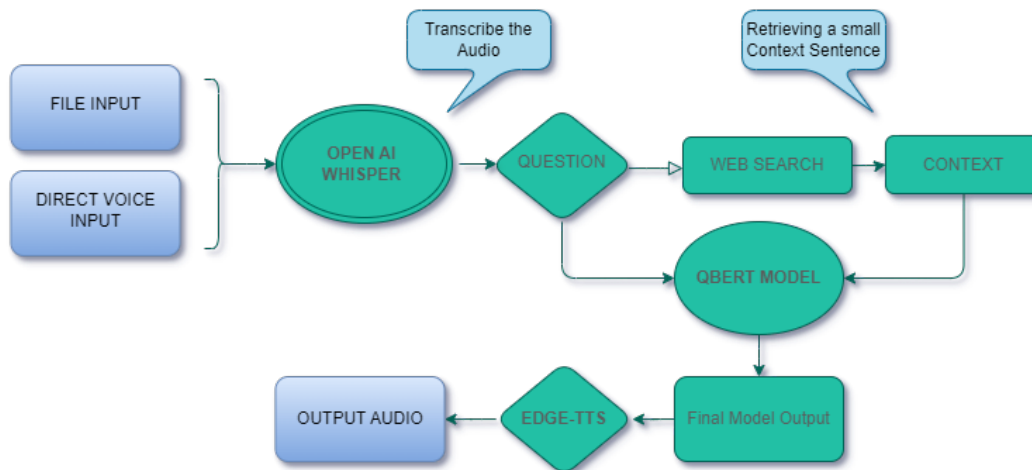 Transcribe the
Audio
Retrieving a small
Context Sentence
FILE INPUT
DIRECT VOICE
INPUT
OPEN AI
WHISPER
QUESTION
WEB SEARCH
CONTEXT
QBERT MODEL
OUTPUT AUDIO
EDGE-TTS
Final Model Output